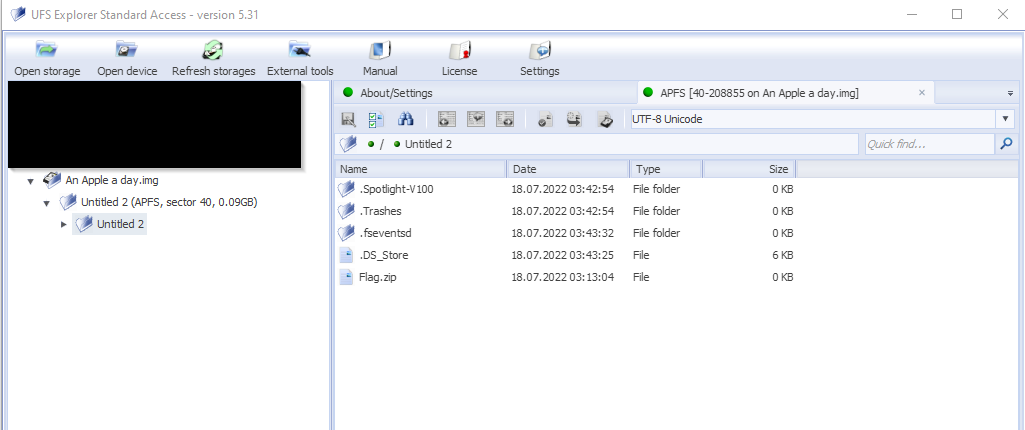 UFS Explorer Standard Access - version 5.31
Open storage Open device Refresh storages External tools Manual License Settings
About/Settings APFS [40-208855 on An Apple a day.img]
UTF-8 Unicode
/ Untitled 2 Quick find...
Name Date Type Size
An Apple a day.img
.Spotlight-V100 18.07.2022 03:42:54 File folder 0 KB
Untitled 2 (APFS, sector 40, 0.09GB)
.Trashes 18.07.2022 03:42:54 File folder 0 KB
Untitled 2
.fseventsd 18.07.2022 03:43:32 File folder 0 KB
.DS_Store 18.07.2022 03:43:25 File 6 KB
Flag.zip 18.07.2022 03:13:04 File 0 KB